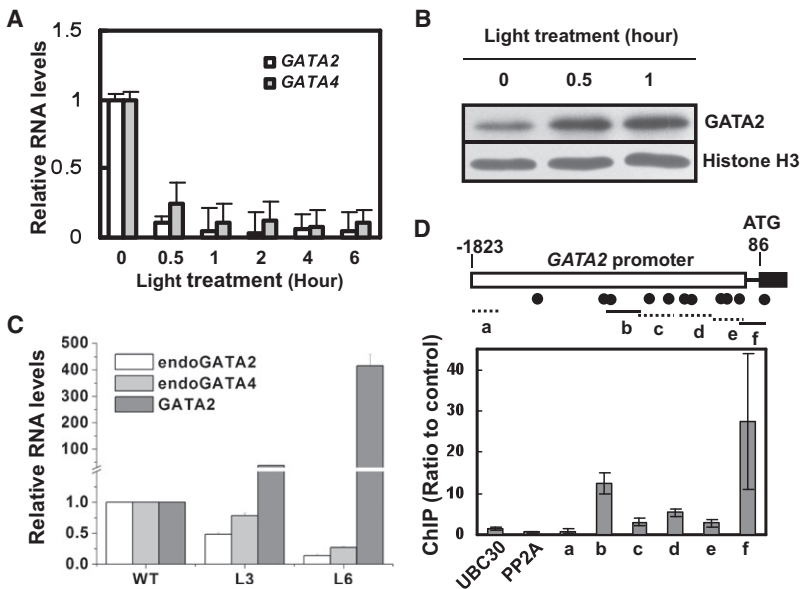 A
Relative RNA levels
1.5
1
0.5
0
GATA2
GATA4
0 0.5 1 2 4 6
Light treatment (Hour)
B
Light treatment (hour)
0 0.5 1
GATA2
Histone H3
C
Relative RNA levels
500
400
300
200
100
1.0
0.5
0.0
endoGATA2
endoGATA4
GATA2
WT L3 L6
D
-1823
GATA2 promoter
ATG
86
a b c d e f
ChIP (Ratio to control)
40
30
20
10
0
UBC30 PP2A a b c d e f